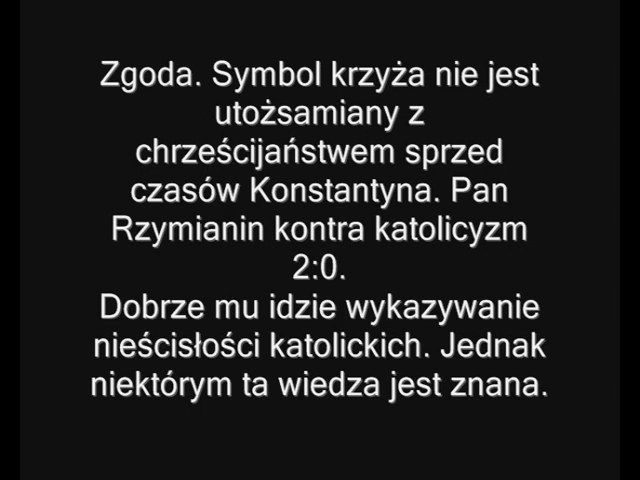 Zgoda. Symbol krzyża nie jest
utożsamiany z
chrześcijaństwem sprzed
czasów Konstantyna. Pan
Rzymianin kontra katolicyzm
2:0.
Dobrze mu idzie wykazywanie
nieścisłości katolickich. Jednak
niektórym ta wiedza jest znana.